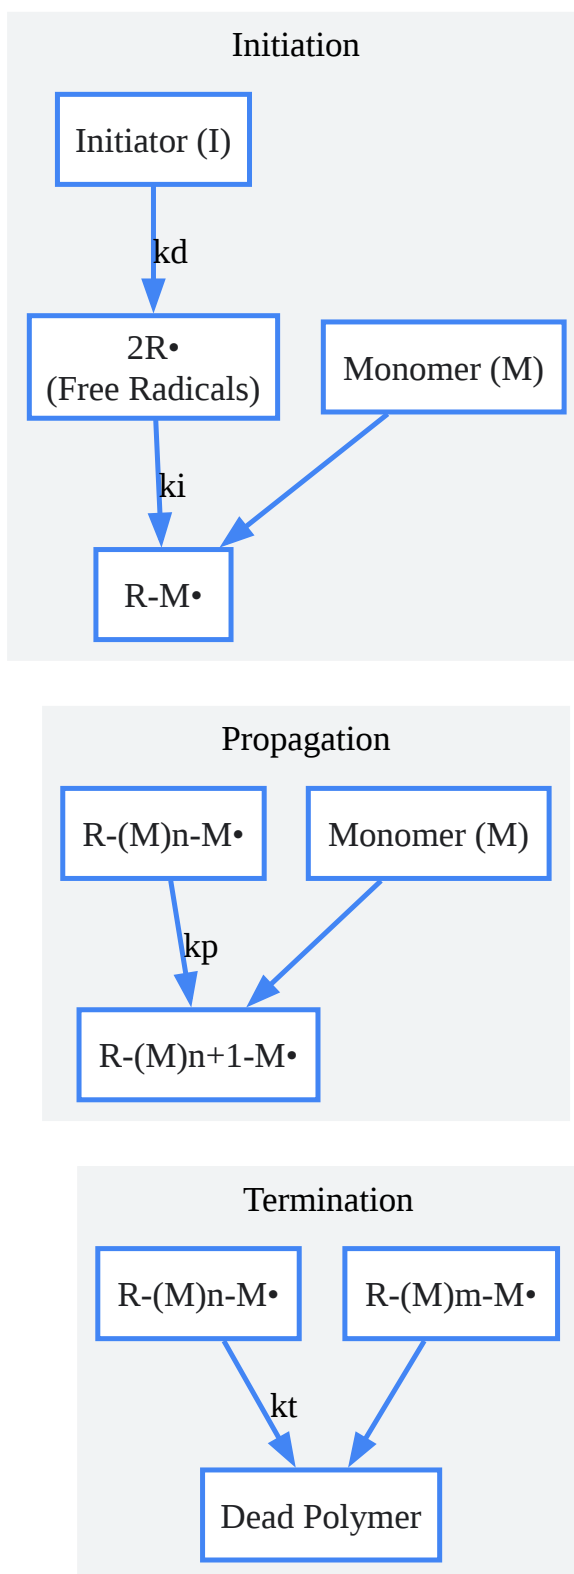 Initiation
Initiator (I)
kd
2R•
(Free Radicals)
Monomer (M)
ki
R-M•
Propagation
R-(M)n-M•
Monomer (M)
kp
R-(M)n+1-M•
Termination
R-(M)n-M•
R-(M)m-M•
kt
Dead Polymer